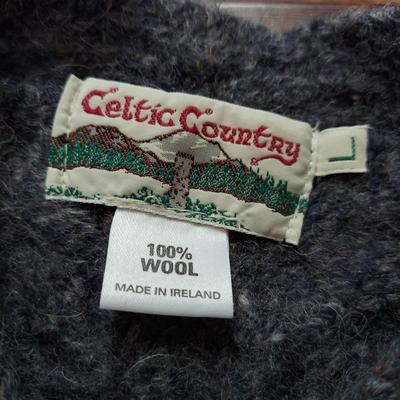 Celtic Country
L
100%
WOOL
MADE IN IRELAND